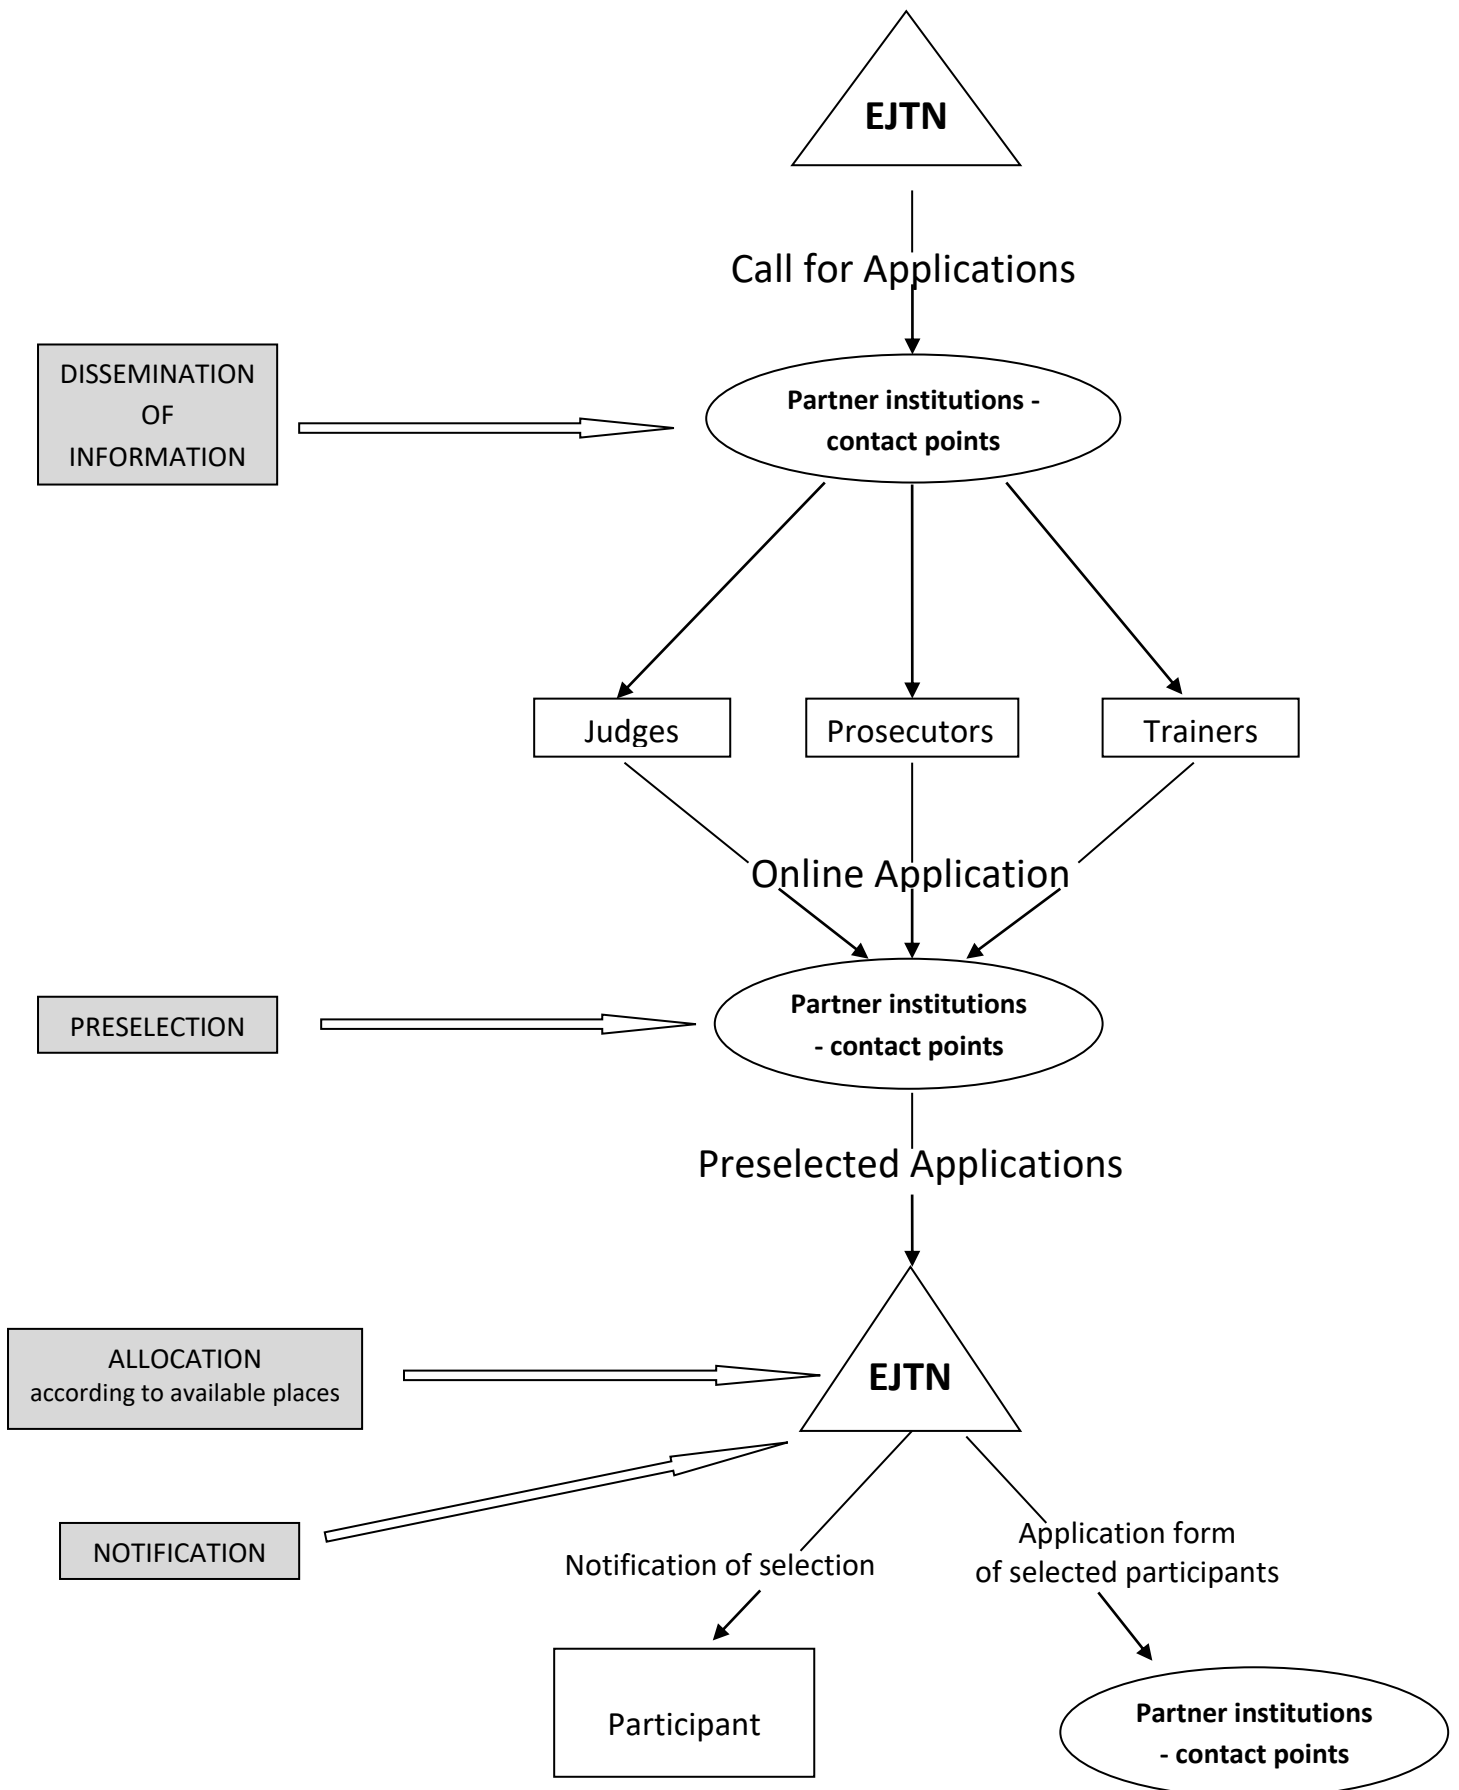 EJTN
Call for Applications
DISSEMINATION
OF
INFORMATION
Partner institutions -
contact points
Judges
Prosecutors
Trainers
Online Application
PRESELECTION
Partner institutions
- contact points
Preselected Applications
ALLOCATION
according to available places
EJTN
NOTIFICATION
Notification of selection
Application form
of selected participants
Participant
Partner institutions
- contact points